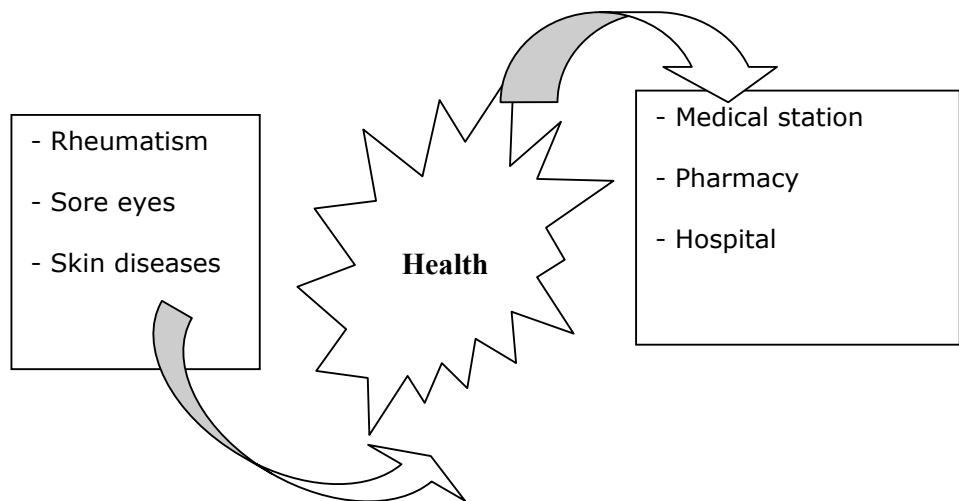 - Rheumatism
- Sore eyes
- Skin diseases
Health
- Medical station
- Pharmacy
- Hospital